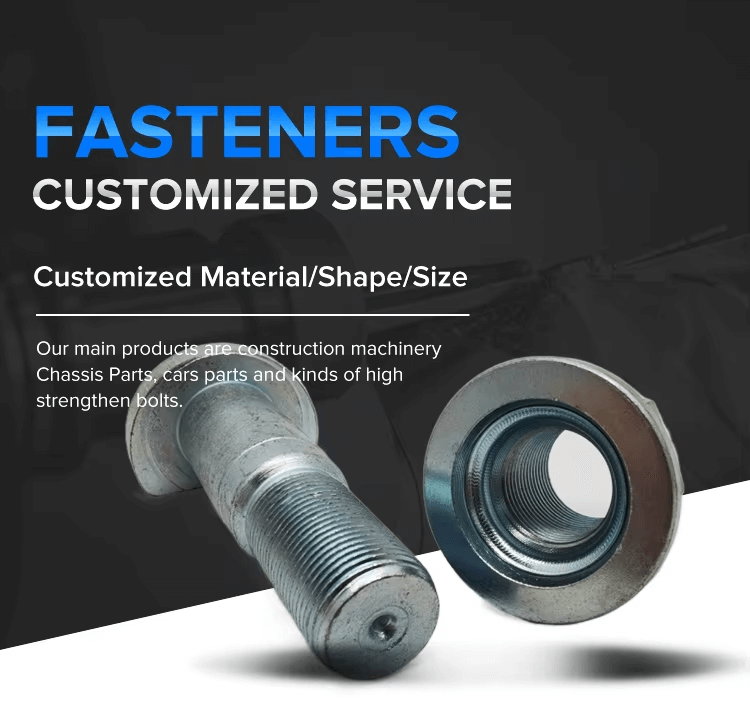 FASTENERS
CUSTOMIZED SERVICE
Customized Material/Shape/Size
Our main products are construction machinery
Chassis Parts, cars parts and kinds of high
strengthen bolts.